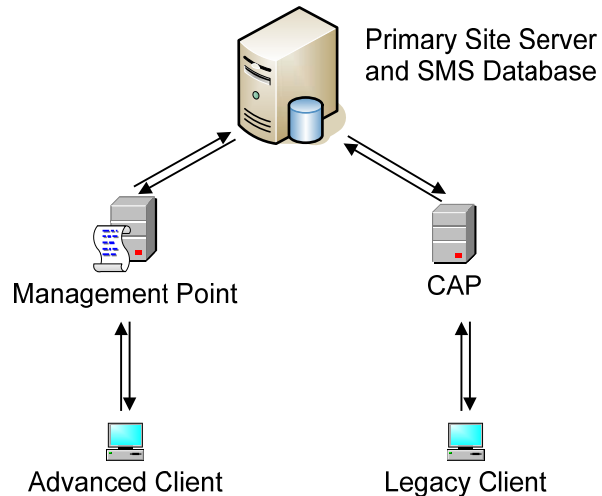 Primary Site Server
and SMS Database
Management Point
CAP
Advanced Client
Legacy Client